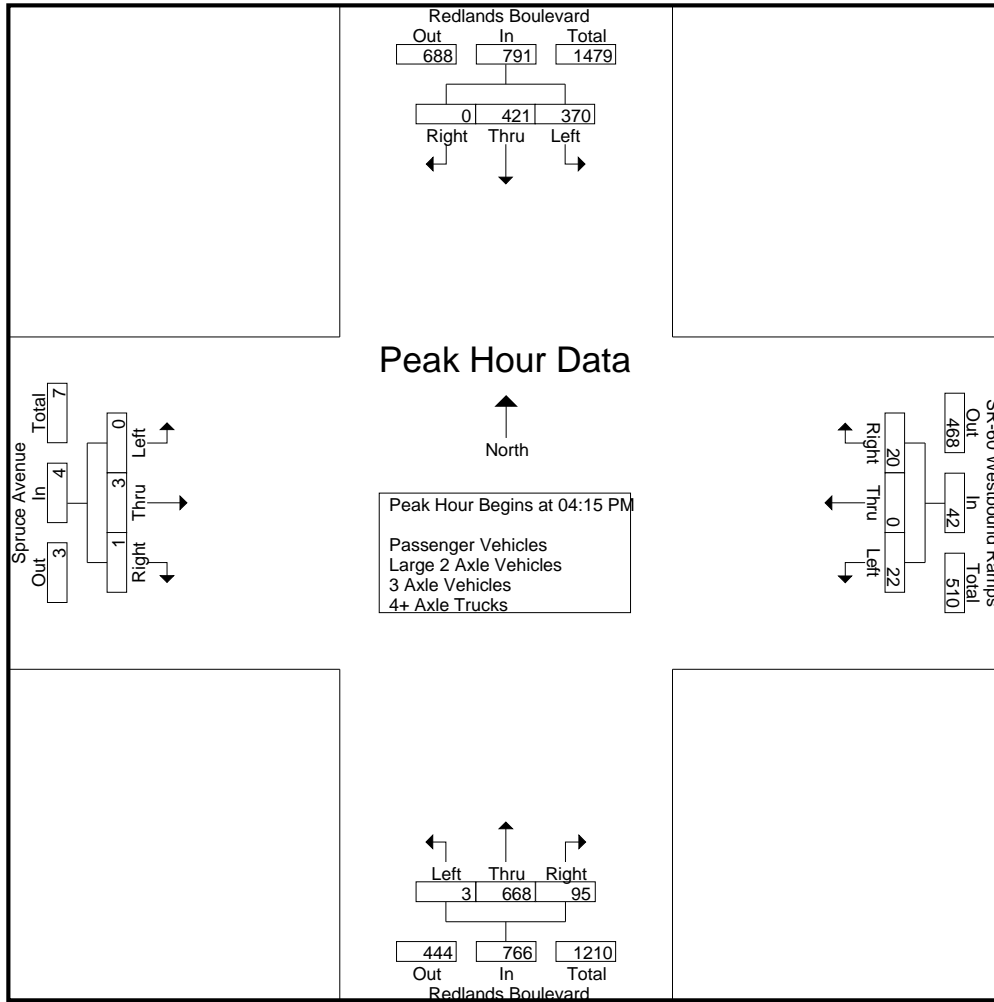 Redlands Boulevard
Out In Total
688 791 1479
0 421 370
Right Thru Left
Peak Hour Data
North
Peak Hour Begins at 04:15 PM
Passenger Vehicles
Large 2 Axle Vehicles
3 Axle Vehicles
4+ Axle Trucks
Spruce Avenue
Out In Total
3 4 7
0 3 1
Left Thru Right
SR-60 Westbound Ramps
Out In Total
468 42 510
20 0 22
Right Thru Left
Left Thru Right
3 668 95
444 766 1210
Out In Total
Redlands Boulevard